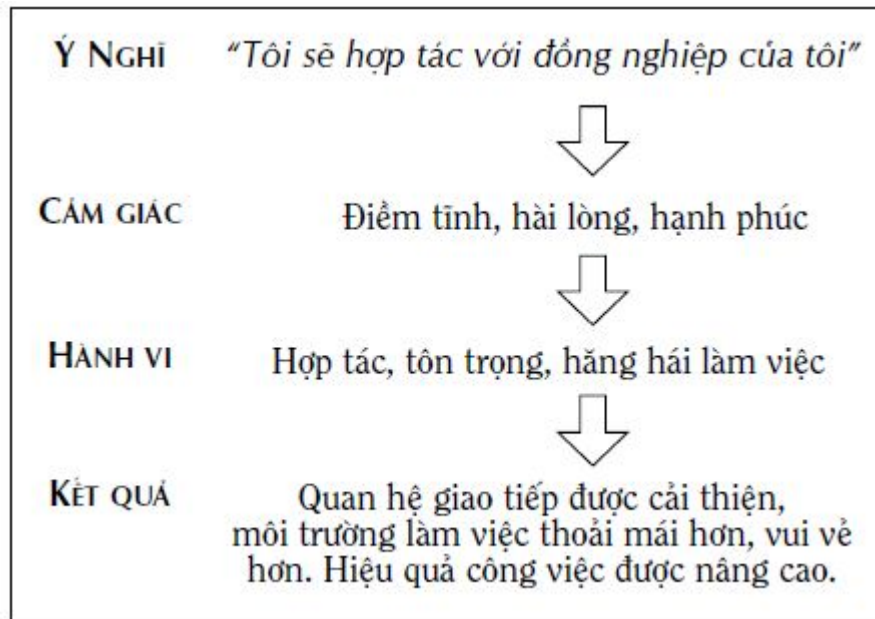 Ý NGHĨ “Tôi sẽ hợp tác với đồng nghiệp của tôi”
CẢM GIÁC Điềm tĩnh, hài lòng, hạnh phúc
HÀNH VI Hợp tác, tôn trọng, hăng hái làm việc
KẾT QUẢ Quan hệ giao tiếp được cải thiện,
môi trường làm việc thoải mái hơn, vui vẻ
hơn. Hiệu quả công việc được nâng cao.